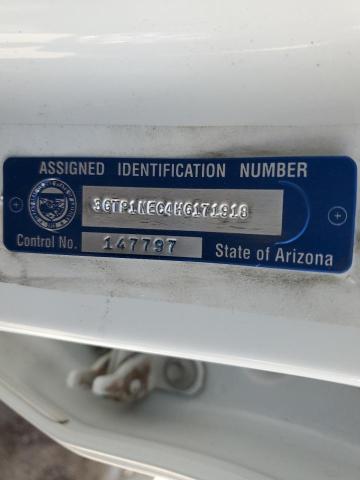 ASSIGNED IDENTIFICATION NUMBER
3GTP1NEC4HG171918
Control No. 147797 State of Arizona